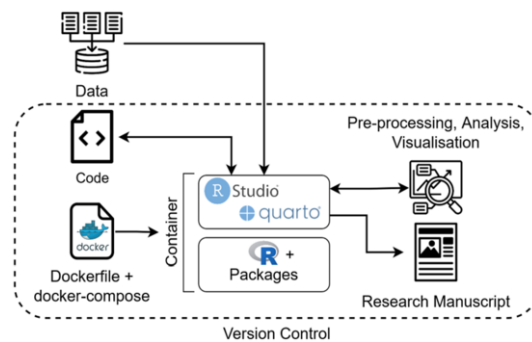 Data
Code
Pre-processing, Analysis,
Visualisation
R Studio
quarto
docker
Container
R +
Packages
Dockerfile +
docker-compose
Research Manuscript
Version Control